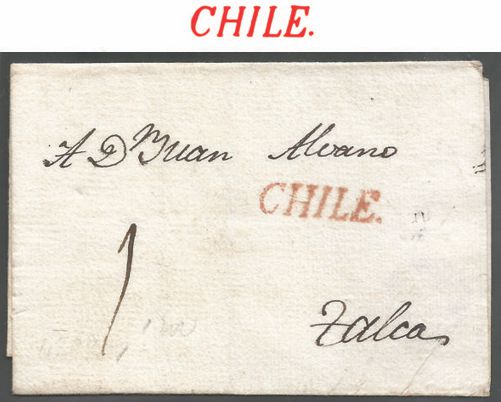 CHILE.
A Dn Juan Alvano
CHILE.
1
Talca